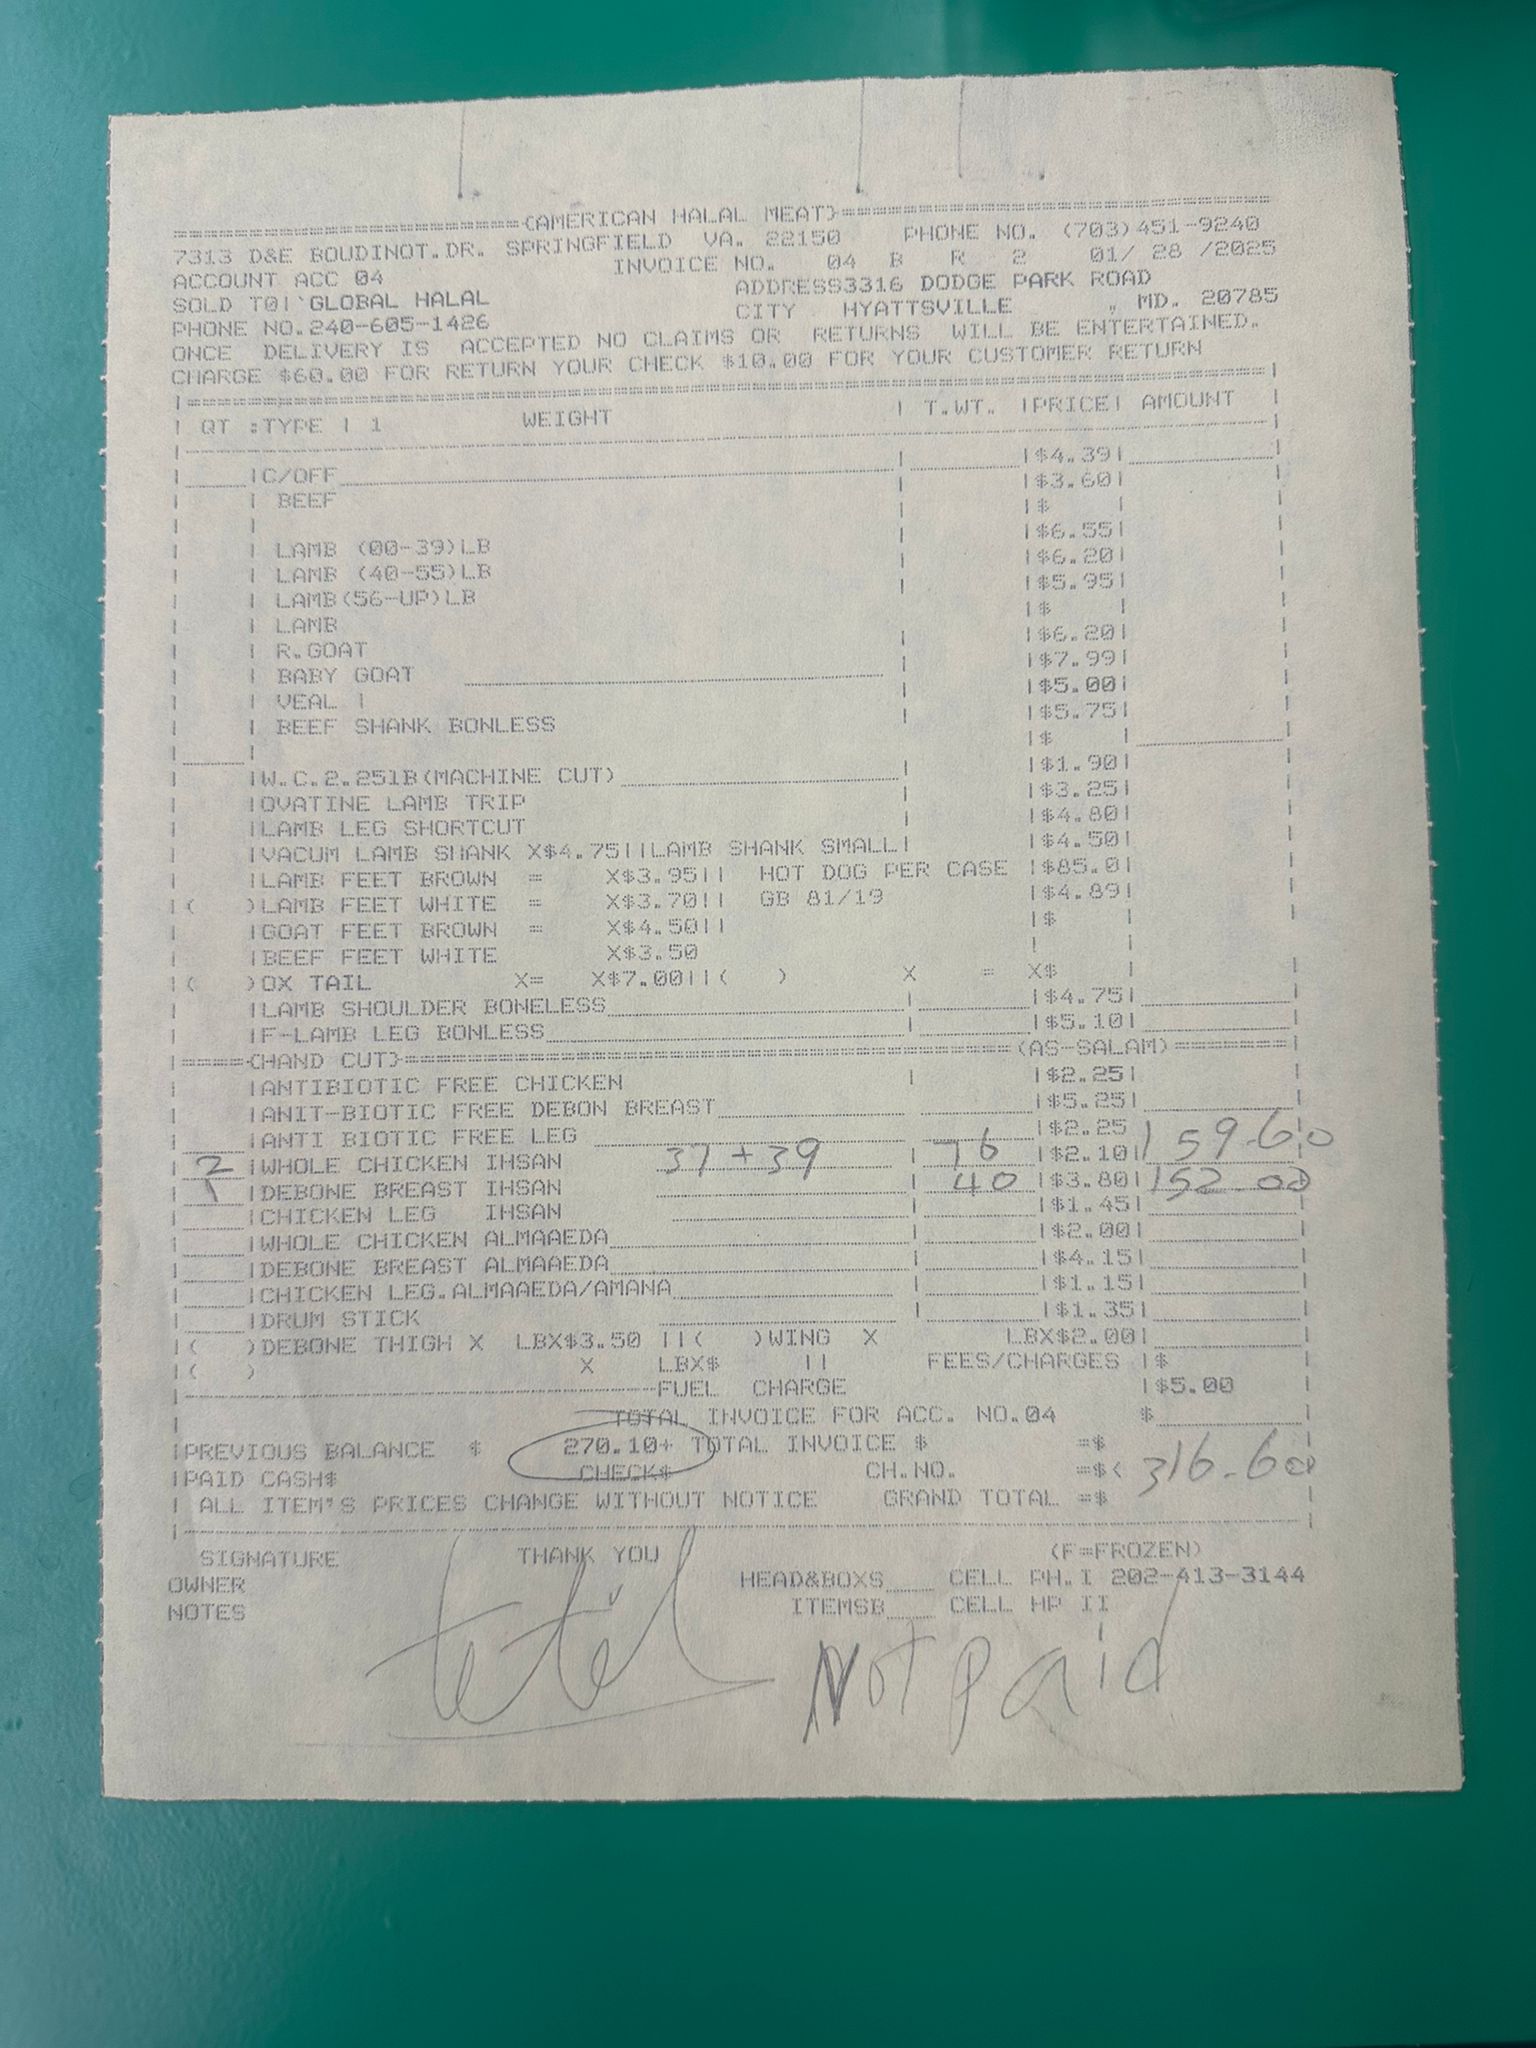 =========================(AMERICAN HALAL MEAT)==============================
7313 D&E BOUDINOT.DR. SPRINGFIELD VA. 22150 PHONE NO. (703)451-9240
INVOICE NO. 04 B R 2 01/ 28 /2025
ACCOUNT ACC 04 ADDRESS3316 DODGE PARK ROAD
SOLD TO|`GLOBAL HALAL CITY HYATTSVILLE , MD. 20785
PHONE NO.240-605-1426
ONCE DELIVERY IS ACCEPTED NO CLAIMS OR RETURNS WILL BE ENTERTAINED.
CHARGE $60.00 FOR RETURN YOUR CHECK $10.00 FOR YOUR CUSTOMER RETURN
| QT :TYPE | 1 WEIGHT | T.WT. |PRICE| AMOUNT
|C/OFF |$4.39|
| BEEF |$3.60|
| |$ |
| LAMB (00-39)LB |$6.55|
| LAMB (40-55)LB |$6.20|
| LAMB(56-UP)LB |$5.95|
| LAMB |$ |
| R.GOAT |$6.20|
| BABY GOAT |$7.99|
| VEAL | |$5.00|
| BEEF SHANK BONLESS |$5.75|
| |$ |
|W.C.2.25lB(MACHINE CUT) |$1.90|
|OVATINE LAMB TRIP |$3.25|
|LAMB LEG SHORTCUT |$4.80|
|VACUM LAMB SHANK X$4.75||LAMB SHANK SMALL| |$4.50|
|LAMB FEET BROWN = X$3.95|| HOT DOG PER CASE |$85.0|
|( )LAMB FEET WHITE = X$3.70|| GB 81/19 |$4.89|
|GOAT FEET BROWN = X$4.50|| |$ |
|BEEF FEET WHITE X$3.50 | |
|( )OX TAIL X= X$7.00||( ) X = X$ |
|LAMB SHOULDER BONELESS |$4.75|
|F-LAMB LEG BONLESS |$5.10|
|=====(HAND CUT)==============================(AS-SALAM)=======|
|ANTIBIOTIC FREE CHICKEN |$2.25|
|ANIT-BIOTIC FREE DEBON BREAST |$5.25|
|ANTI BIOTIC FREE LEG |$2.25
2 |WHOLE CHICKEN IHSAN 37 + 39 76 |$2.10| 159.60
1 |DEBONE BREAST IHSAN 40 |$3.80| 152.00
|CHICKEN LEG IHSAN |$1.45|
|WHOLE CHICKEN ALMAAEDA |$2.00|
|DEBONE BREAST ALMAAEDA |$4.15|
|CHICKEN LEG.ALMAAEDA/AMANA |$1.15|
|DRUM STICK |$1.35|
|( )DEBONE THIGH X LBX$3.50 ||( )WING X LBX$2.00|
|( ) X LBX$ || FEES/CHARGES |$
FUEL CHARGE |$5.00
TOTAL INVOICE FOR ACC. NO.04 $
|PREVIOUS BALANCE $ 270.10+ TOTAL INVOICE $ =$
|PAID CASH$ CHECK$ CH.NO. =$< 316.60
| ALL ITEM'S PRICES CHANGE WITHOUT NOTICE GRAND TOTAL =$
SIGNATURE THANK YOU (F=FROZEN)
OWNER HEAD&BOXS____ CELL PH.I 202-413-3144
NOTES ITEMSB____ CELL HP II
Not paid